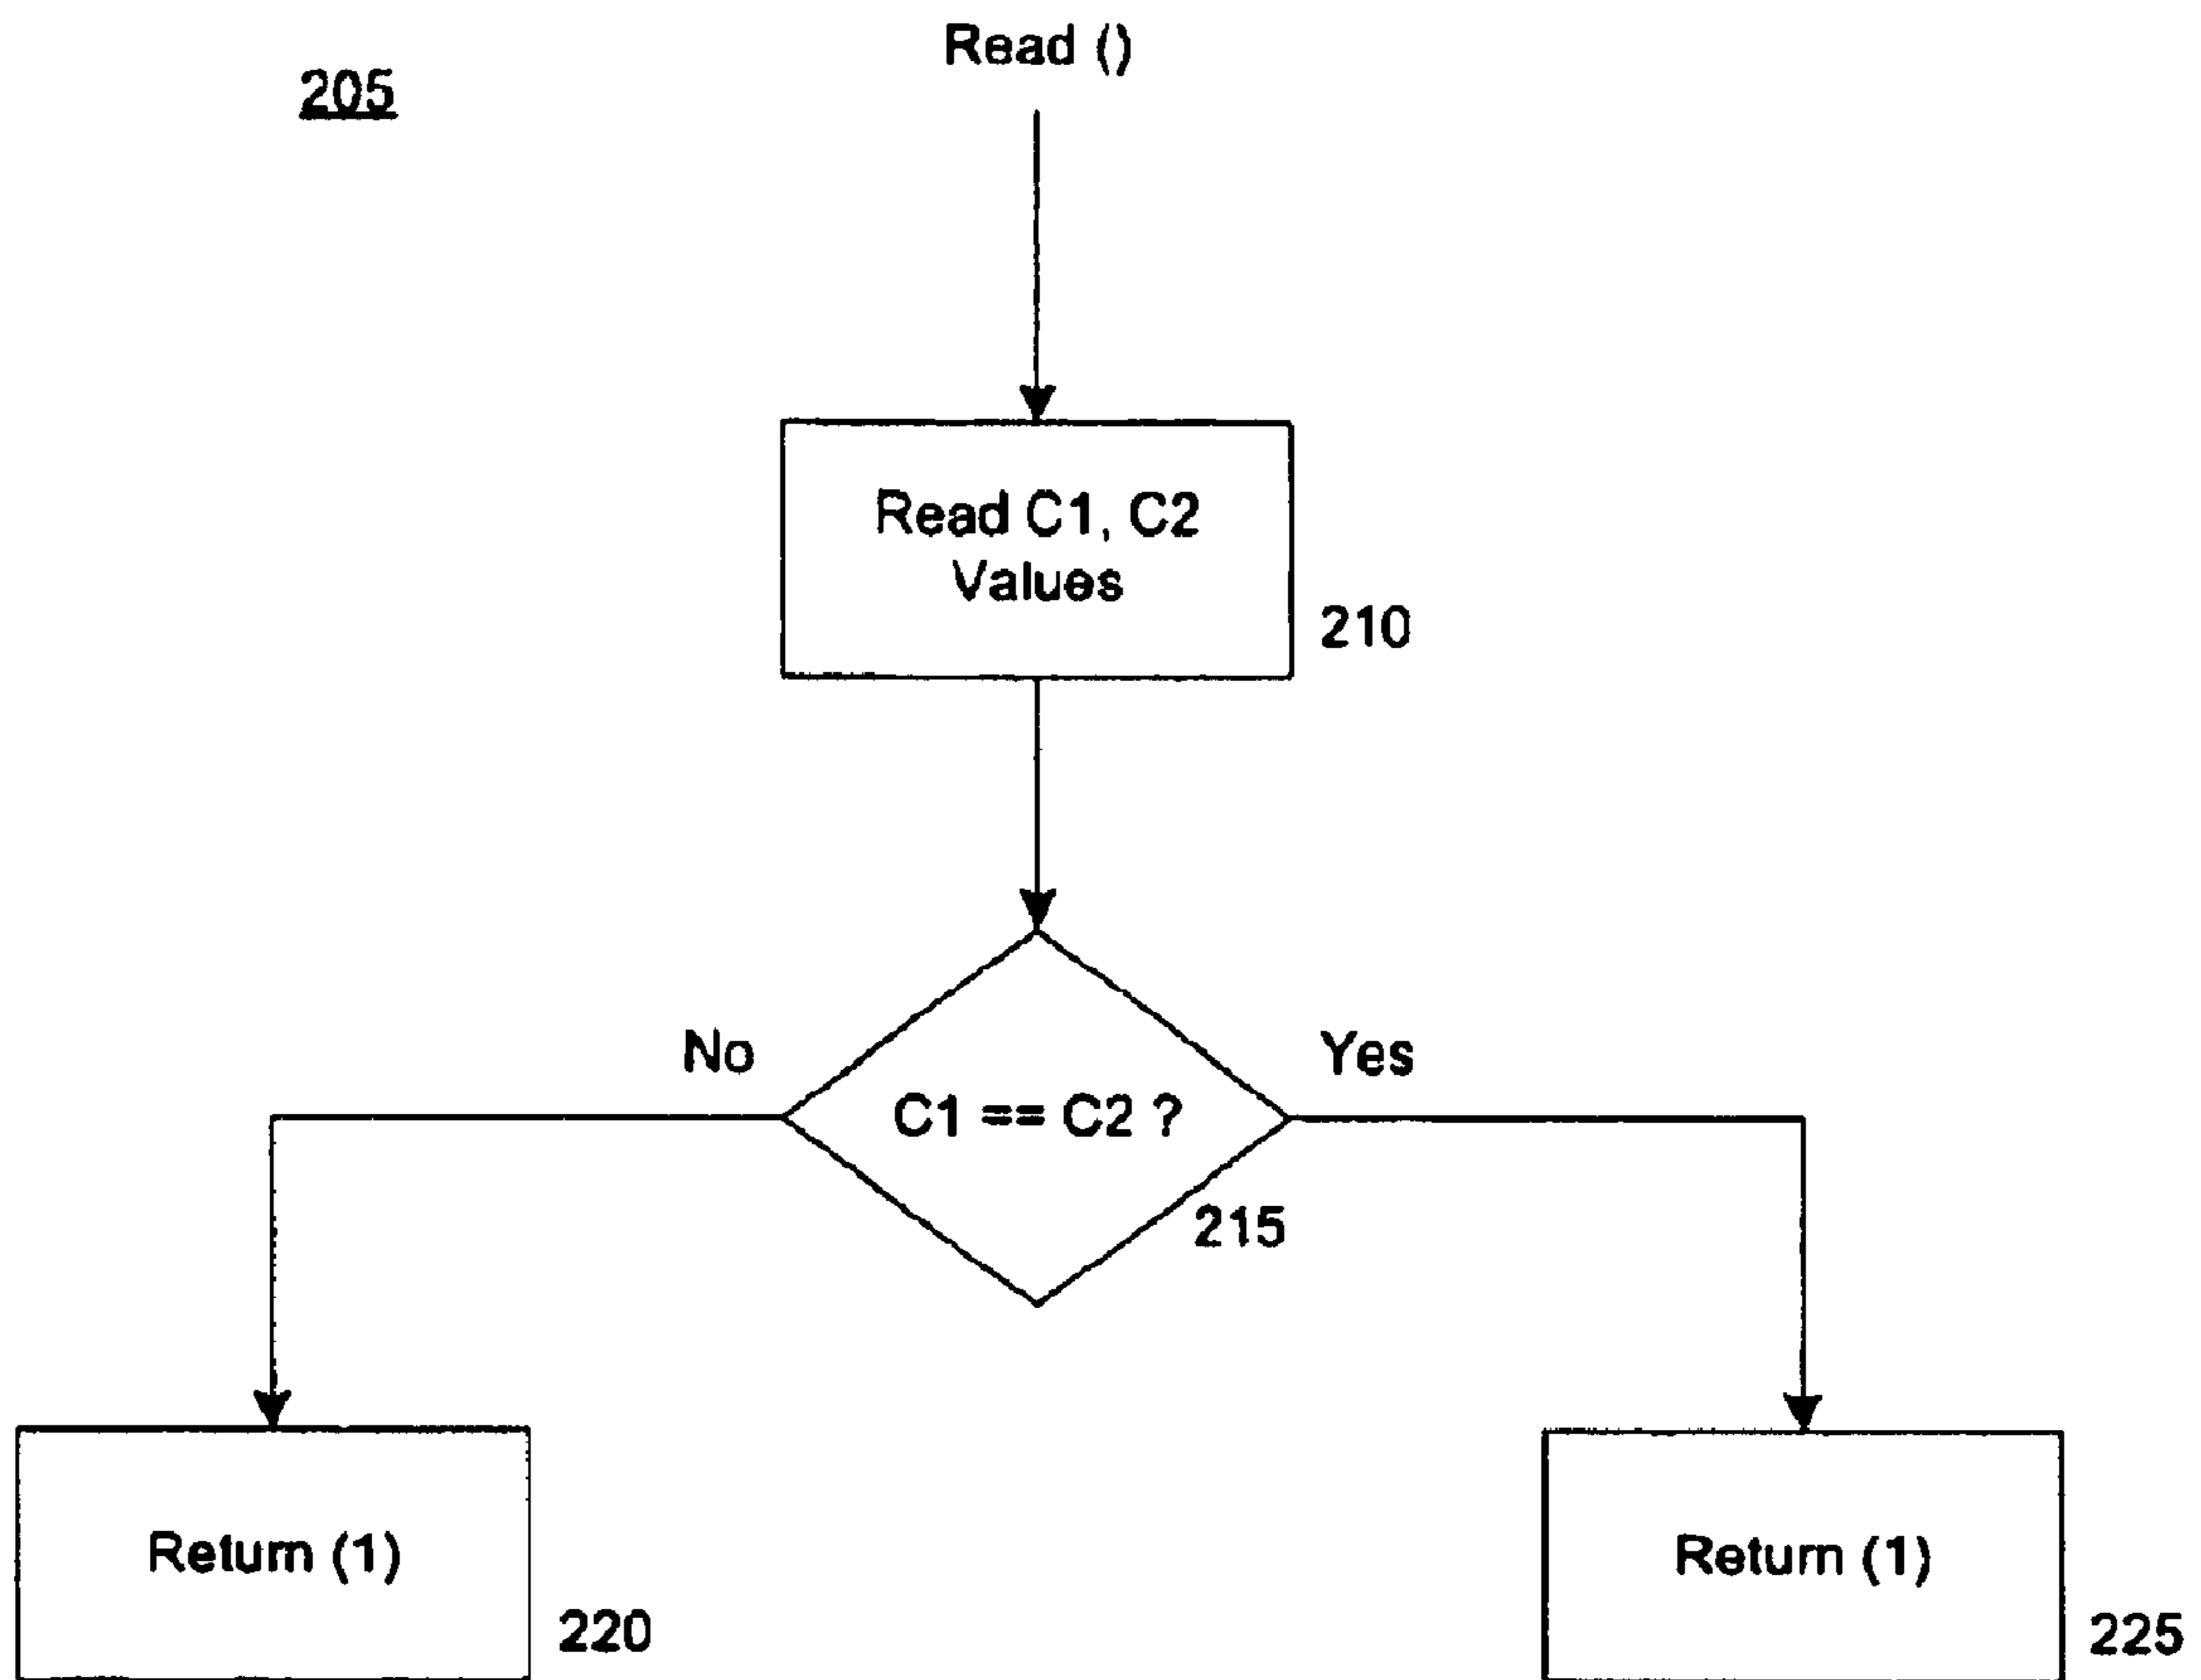 Read ()
205
Read C1, C2
Values
210
No
Yes
C1 == C2 ?
215
Return (1)
220
Return (1)
225